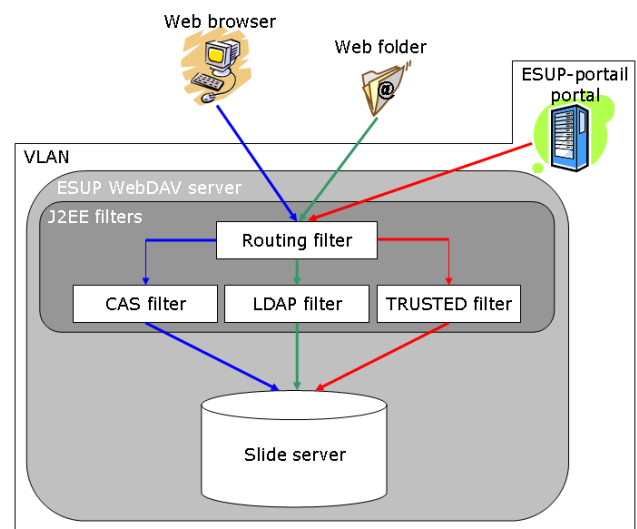 Web browser
Web folder
@
ESUP-portail
portal
VLAN
ESUP WebDAV server
J2EE filters
Routing filter
CAS filter
LDAP filter
TRUSTED filter
Slide server